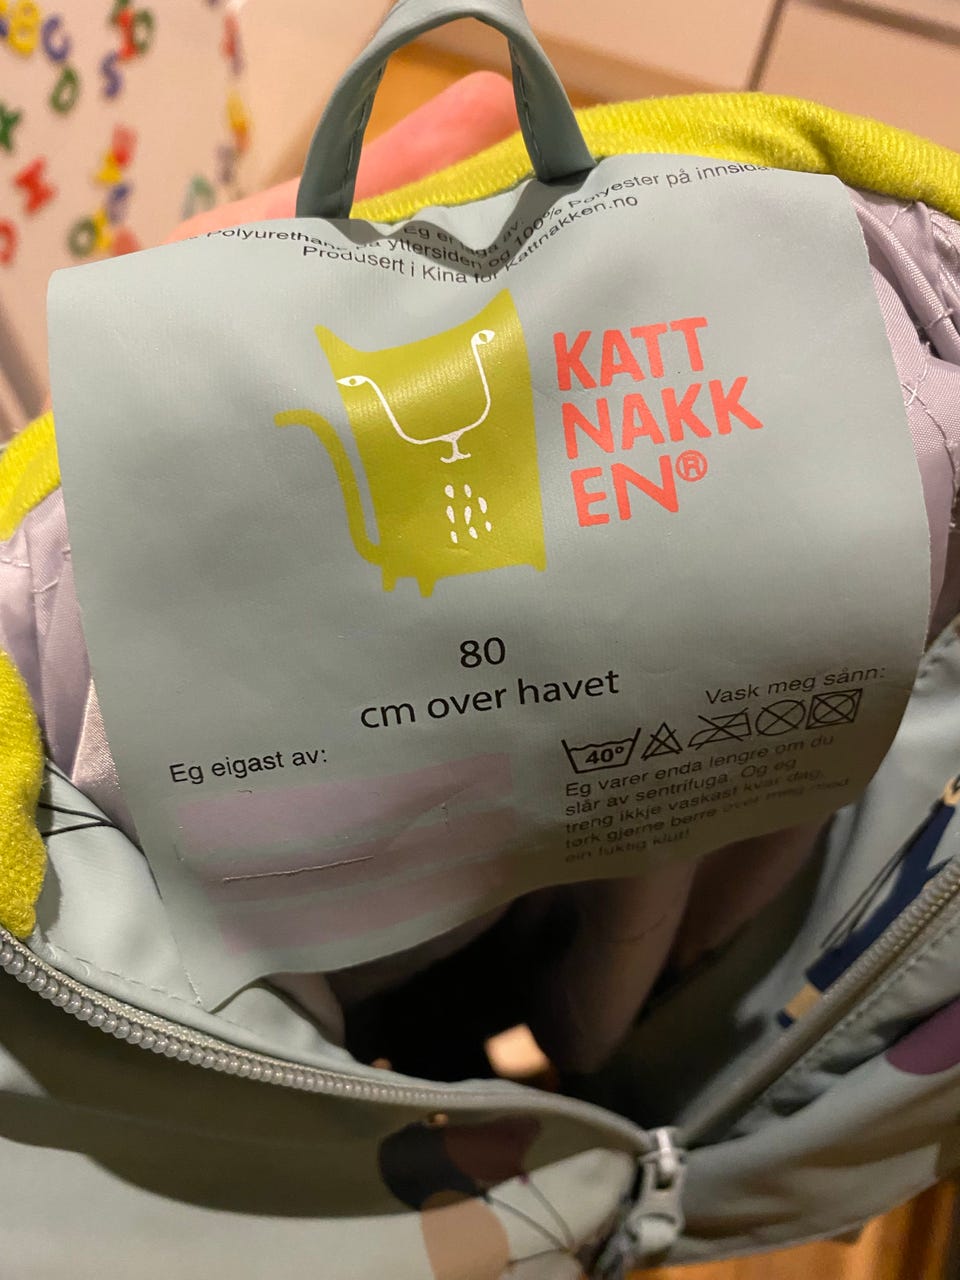 Eg er laga av:
Polyurethan på yttersiden og 100% Polyester på innsida.
Produsert i Kina for Kattnakken.no
KATT
NAKK
EN®
80
cm over havet
Vask meg sånn:
40°
Eg eigast av:
Eg varer enda lengre om du
slår av sentrifuga. Og eg
treng ikkje vaskast kvar dag,
tørk gjerne berre over meg med
ein fuktig klut!